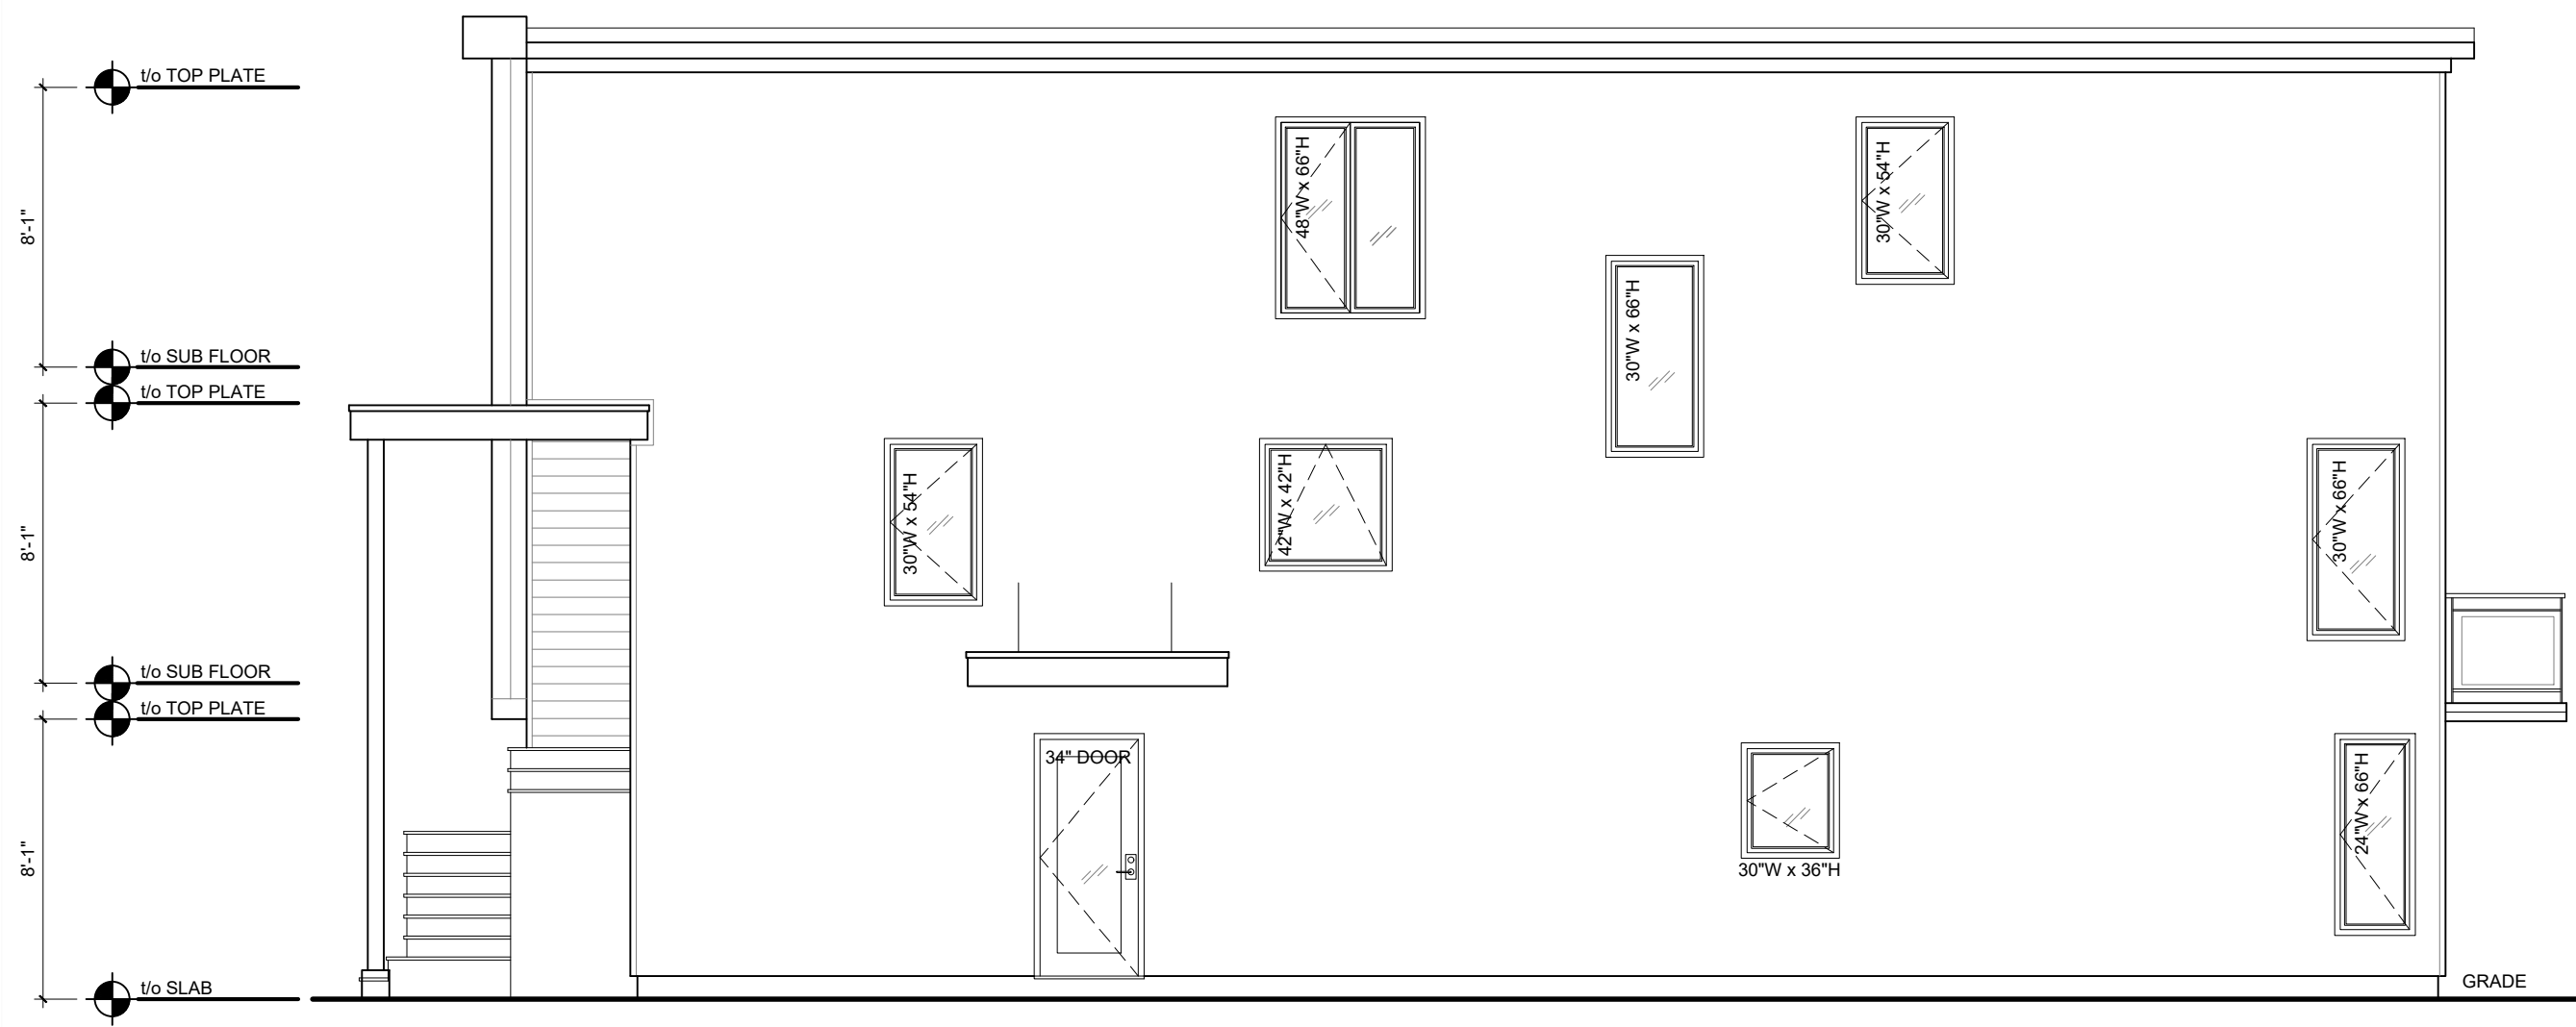 t/o TOP PLATE
8'-1"
t/o SUB FLOOR
t/o TOP PLATE
8'-1"
t/o SUB FLOOR
t/o TOP PLATE
8'-1"
t/o SLAB
48"W x 66"H
30"W x 54"H
30"W x 66"H
30"W x 54"H
42"W x 42"H
30"W x 66"H
34" DOOR
30"W x 36"H
24"W x 66"H
GRADE